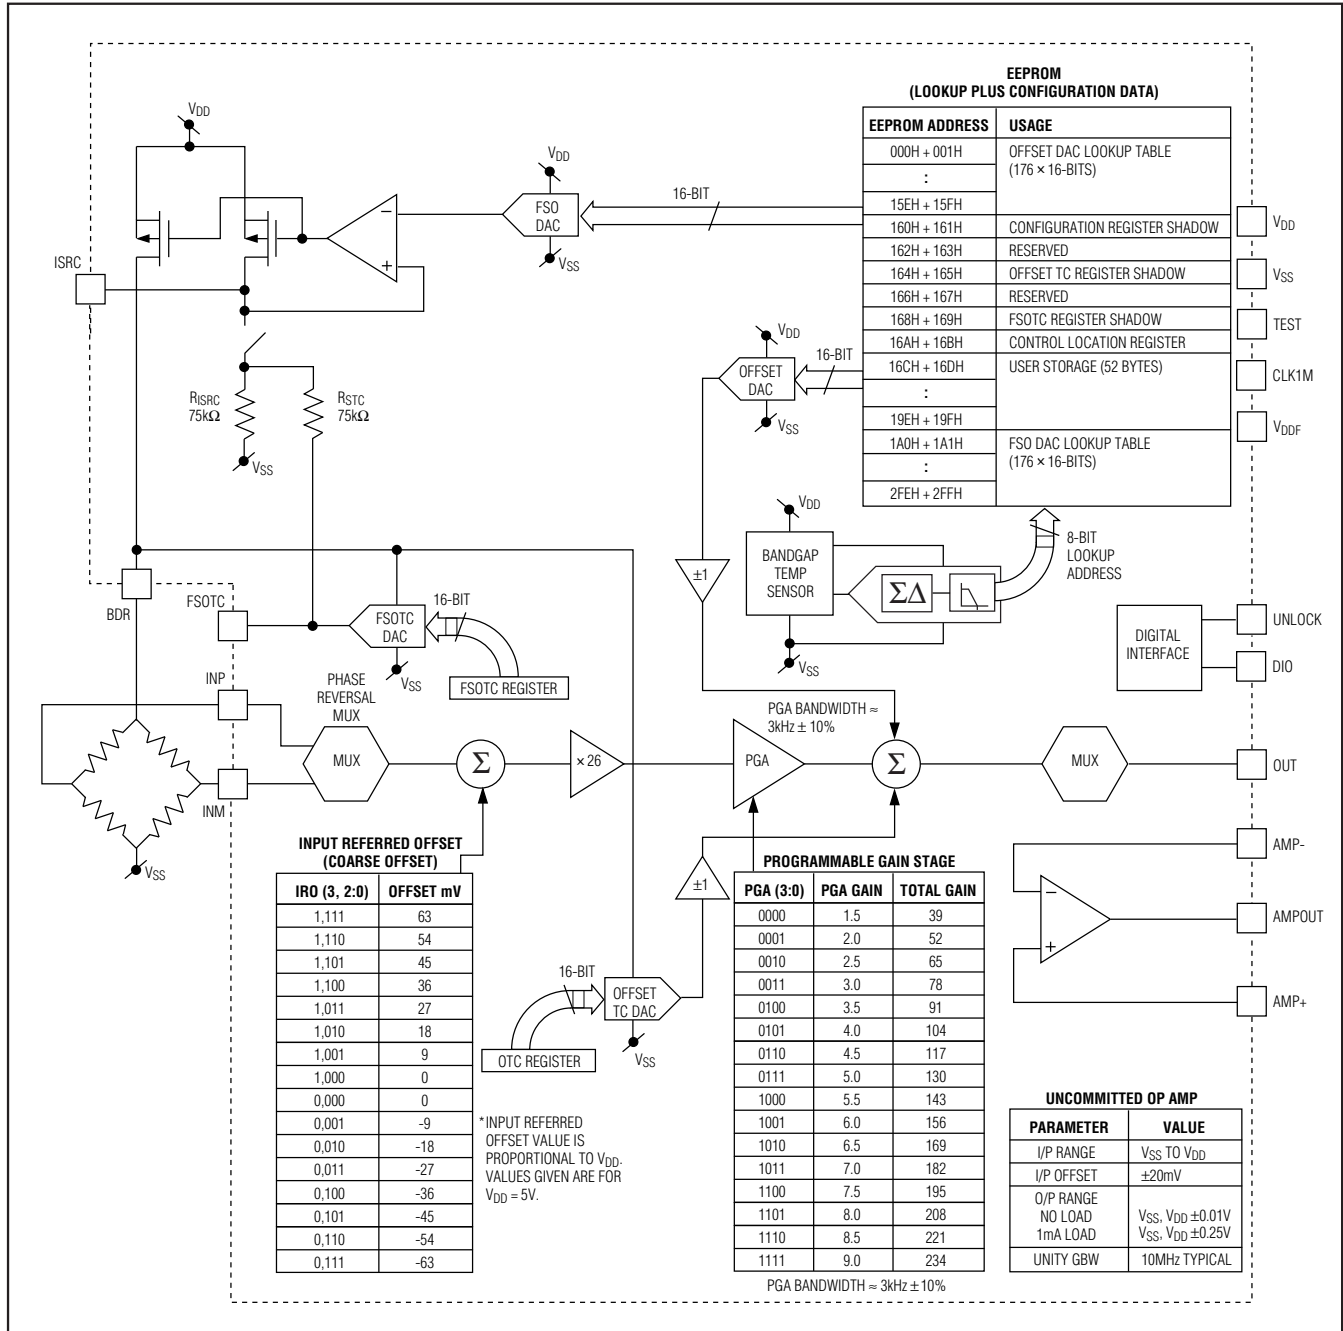 EEPROM
(LOOKUP PLUS CONFIGURATION DATA)
EEPROM ADDRESS USAGE
000H + 001H OFFSET DAC LOOKUP TABLE
(176 × 16-BITS)
:
15EH + 15FH
160H + 161H CONFIGURATION REGISTER SHADOW
162H + 163H RESERVED
164H + 165H OFFSET TC REGISTER SHADOW
166H + 167H RESERVED
168H + 169H FSOTC REGISTER SHADOW
16AH + 16BH CONTROL LOCATION REGISTER
16CH + 16DH USER STORAGE (52 BYTES)
:
19EH + 19FH
1A0H + 1A1H FSO DAC LOOKUP TABLE
(176 × 16-BITS)
:
2FEH + 2FFH
VDD
VDD
FSO
DAC
VSS
16-BIT
−
+
ISRC
RISRC
75kΩ
RSTC
75kΩ
VSS
VDD
OFFSET
DAC
VSS
16-BIT
VDD
VSS
TEST
CLK1M
VDDF
±1
VDD
BANDGAP
TEMP
SENSOR
VSS
ΣΔ
8-BIT
LOOKUP
ADDRESS
DIGITAL
INTERFACE
UNLOCK
DIO
BDR
FSOTC
FSOTC
DAC
VSS
16-BIT
FSOTC REGISTER
INP
INM
VSS
PHASE
REVERSAL
MUX
MUX
Σ
× 26
PGA BANDWIDTH ≈
3kHz ± 10%
PGA
Σ
MUX
OUT
INPUT REFERRED OFFSET
(COARSE OFFSET)
IRO (3, 2:0) OFFSET mV
1,111 63
1,110 54
1,101 45
1,100 36
1,011 27
1,010 18
1,001 9
1,000 0
0,000 0
0,001 -9
0,010 -18
0,011 -27
0,100 -36
0,101 -45
0,110 -54
0,111 -63
*INPUT REFERRED
OFFSET VALUE IS
PROPORTIONAL TO VDD.
VALUES GIVEN ARE FOR
VDD = 5V.
±1
16-BIT
OFFSET
TC DAC
VSS
OTC REGISTER
PROGRAMMABLE GAIN STAGE
PGA (3:0) PGA GAIN TOTAL GAIN
0000 1.5 39
0001 2.0 52
0010 2.5 65
0011 3.0 78
0100 3.5 91
0101 4.0 104
0110 4.5 117
0111 5.0 130
1000 5.5 143
1001 6.0 156
1010 6.5 169
1011 7.0 182
1100 7.5 195
1101 8.0 208
1110 8.5 221
1111 9.0 234
PGA BANDWIDTH ≈ 3kHz ± 10%
AMP-
−
AMPOUT
+
AMP+
UNCOMMITTED OP AMP
PARAMETER VALUE
I/P RANGE VSS TO VDD
I/P OFFSET ±20mV
O/P RANGE
NO LOAD VSS, VDD ±0.01V
1mA LOAD VSS, VDD ±0.25V
UNITY GBW 10MHz TYPICAL